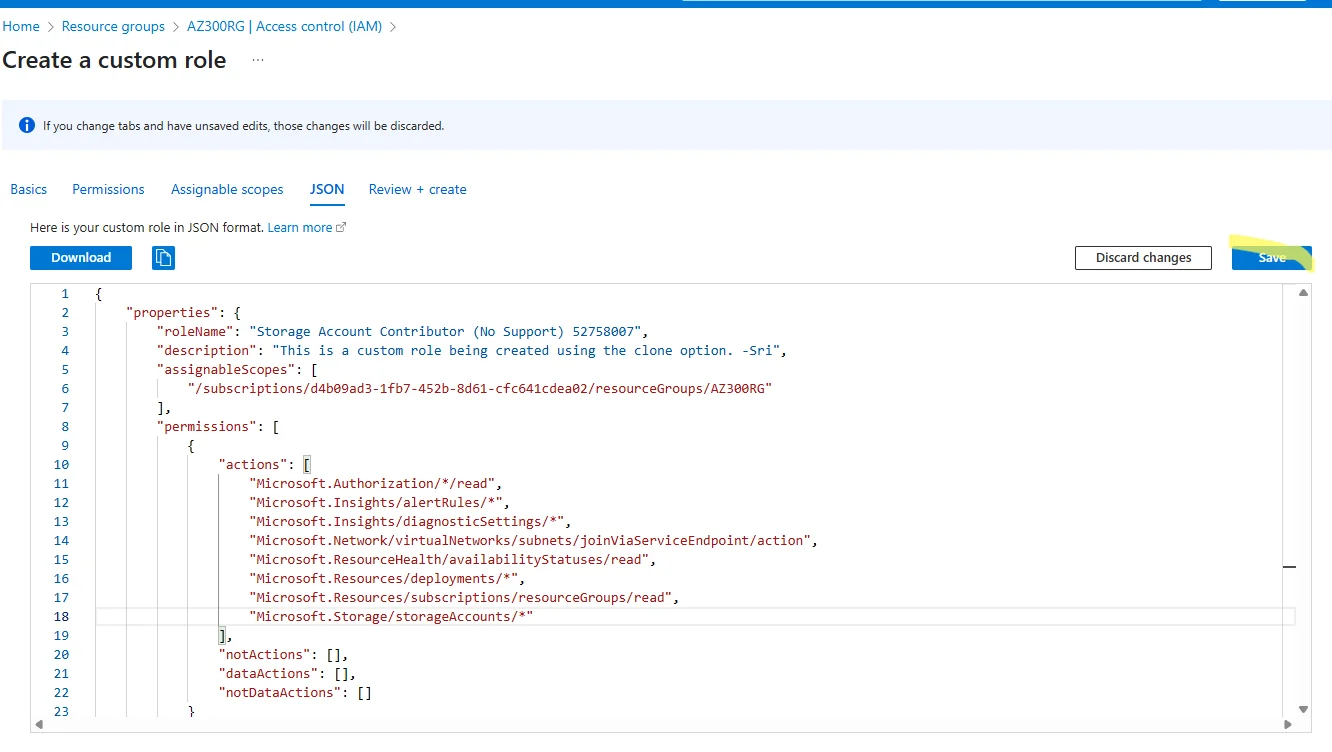 Home > Resource groups > AZ300RG | Access control (IAM) >
Create a custom role ...
If you change tabs and have unsaved edits, those changes will be discarded.
Basics Permissions Assignable scopes JSON Review + create
Here is your custom role in JSON format. Learn more
Download Discard changes Save
1 {
2 "properties": {
3 "roleName": "Storage Account Contributor (No Support) 52758007",
4 "description": "This is a custom role being created using the clone option. -Sri",
5 "assignableScopes": [
6 "/subscriptions/d4b09ad3-1fb7-452b-8d61-cfc641cdea02/resourceGroups/AZ300RG"
7 ],
8 "permissions": [
9 {
10 "actions": [
11 "Microsoft.Authorization/*/read",
12 "Microsoft.Insights/alertRules/*",
13 "Microsoft.Insights/diagnosticSettings/*",
14 "Microsoft.Network/virtualNetworks/subnets/joinViaServiceEndpoint/action",
15 "Microsoft.ResourceHealth/availabilityStatuses/read",
16 "Microsoft.Resources/deployments/*",
17 "Microsoft.Resources/subscriptions/resourceGroups/read",
18 "Microsoft.Storage/storageAccounts/*"
19 ],
20 "notActions": [],
21 "dataActions": [],
22 "notDataActions": []
23 }